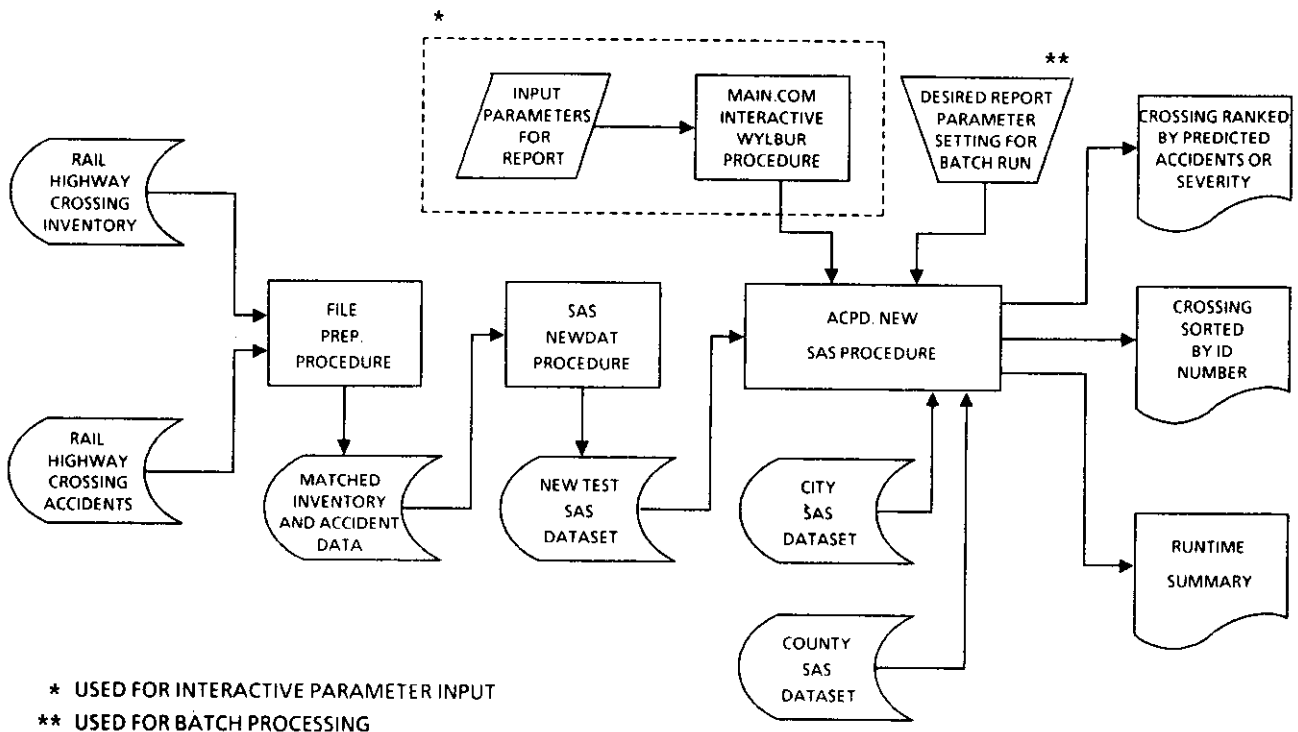 *
INPUT
PARAMETERS
FOR
REPORT
MAIN.COM
INTERACTIVE
WYLBUR
PROCEDURE
**
DESIRED REPORT
PARAMETER
SETTING FOR
BATCH RUN
CROSSING RANKED
BY PREDICTED
ACCIDENTS OR
SEVERITY
RAIL
HIGHWAY
CROSSING
INVENTORY
FILE
PREP.
PROCEDURE
SAS
NEWDAT
PROCEDURE
ACPD. NEW
SAS PROCEDURE
CROSSING
SORTED
BY ID
NUMBER
RAIL
HIGHWAY
CROSSING
ACCIDENTS
MATCHED
INVENTORY
AND ACCIDENT
DATA
NEW TEST
SAS
DATASET
CITY
SAS
DATASET
RUNTIME
SUMMARY
COUNTY
SAS
DATASET
* USED FOR INTERACTIVE PARAMETER INPUT
** USED FOR BATCH PROCESSING